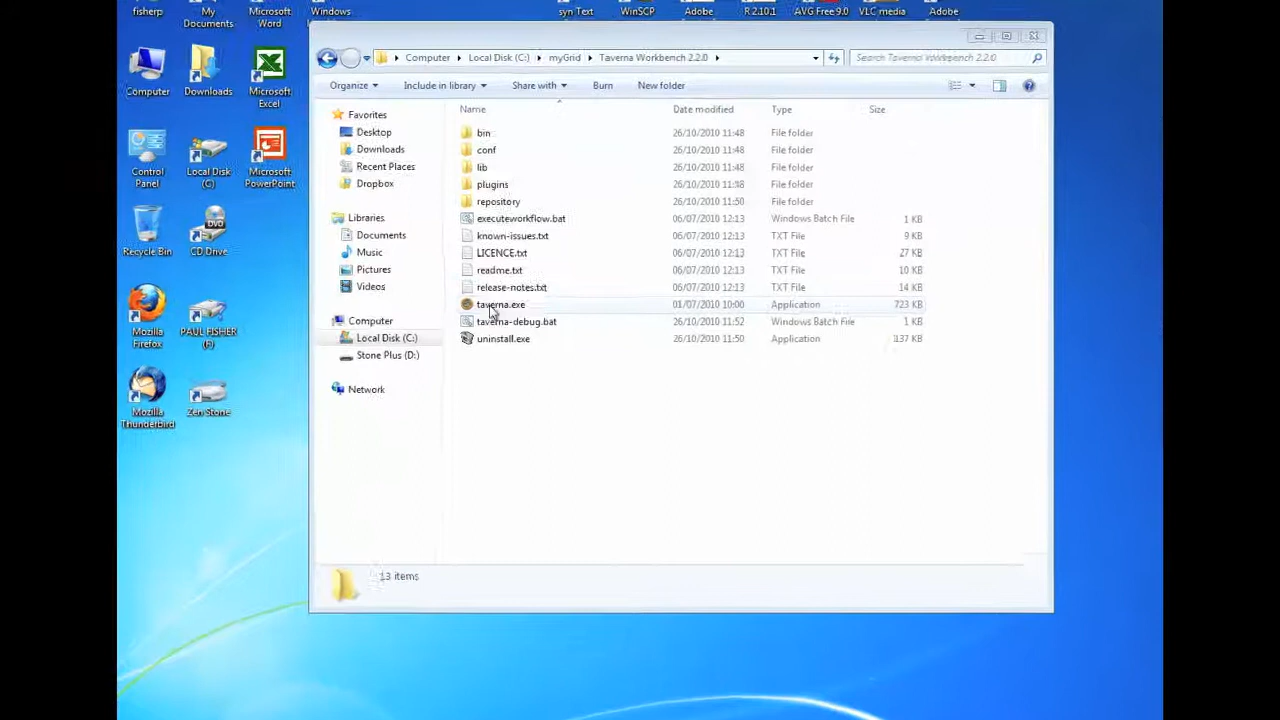 fisherp
My Documents
Microsoft Word
Windows
syn Text
WinSCP
Adobe
R 2.10.1
AVG Free 9.0
VLC media
Adobe
Computer
Downloads
Microsoft Excel
Control Panel
Local Disk (C)
Microsoft PowerPoint
Recycle Bin
CD Drive
Mozilla Firefox
PAUL FISHER (F)
Mozilla Thunderbird
Zen Stone
Computer Local Disk (C:) myGrid Taverna Workbench 2.2.0
Search Taverna Workbench 2.2.0
Organize Include in library Share with Burn New folder
Favorites
Desktop
Downloads
Recent Places
Dropbox
Libraries
Documents
Music
Pictures
Videos
Computer
Local Disk (C:)
Stone Plus (D:)
Network
Name Date modified Type Size
bin 26/10/2010 11:48 File folder
conf 26/10/2010 11:48 File folder
lib 26/10/2010 11:48 File folder
plugins 26/10/2010 11:48 File folder
repository 26/10/2010 11:50 File folder
executeworkflow.bat 06/07/2010 12:13 Windows Batch File 1 KB
known-issues.txt 06/07/2010 12:13 TXT File 9 KB
LICENCE.txt 06/07/2010 12:13 TXT File 27 KB
readme.txt 06/07/2010 12:13 TXT File 10 KB
release-notes.txt 06/07/2010 12:13 TXT File 14 KB
taverna.exe 01/07/2010 10:00 Application 723 KB
taverna-debug.bat 26/10/2010 11:52 Windows Batch File 1 KB
uninstall.exe 26/10/2010 11:50 Application 137 KB
13 items